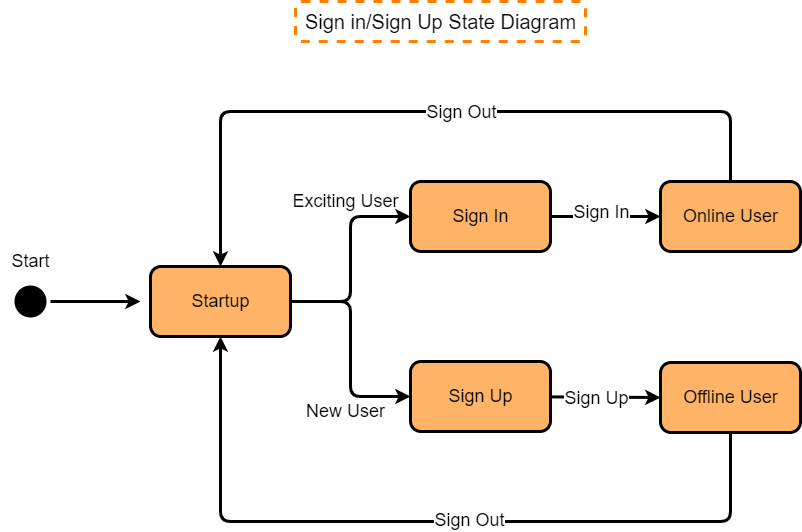 Sign in/Sign Up State Diagram
Sign Out
Exciting User
Sign In
Sign In
Online User
Start
Startup
Sign Up
Sign Up
Offline User
New User
Sign Out